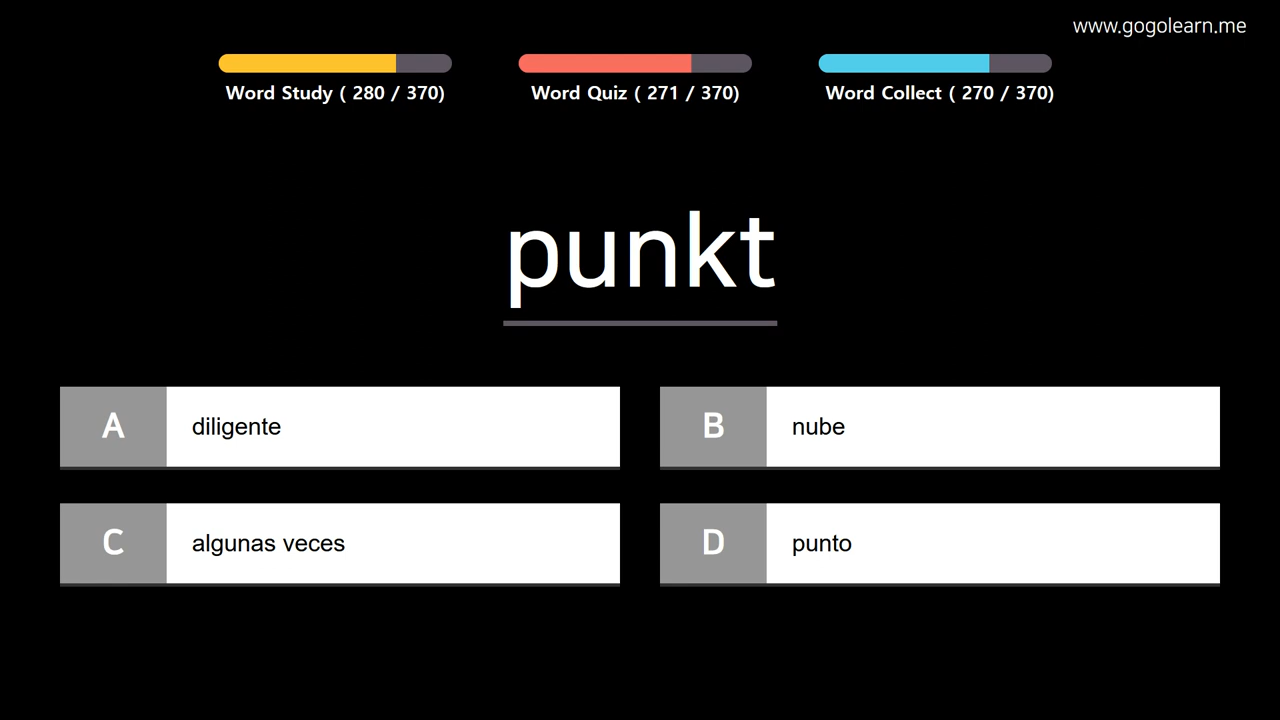 www.gogolearn.me
Word Study ( 280 / 370)
Word Quiz ( 271 / 370)
Word Collect ( 270 / 370)
punkt
A diligente
B nube
C algunas veces
D punto